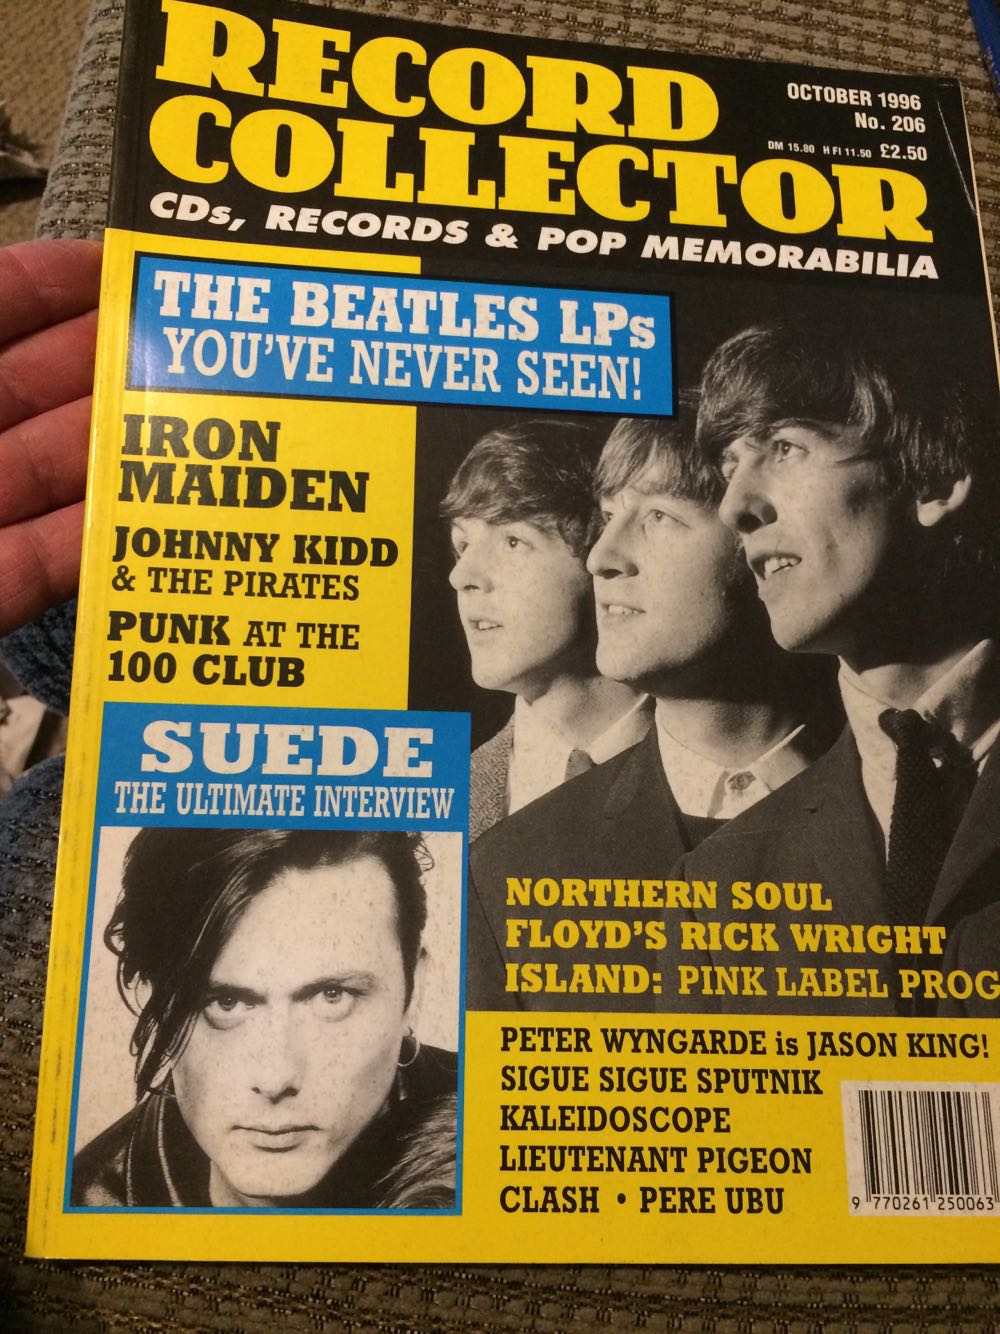 RECORD
COLLECTOR
OCTOBER 1996
No. 206
DM 15.80 H Fl 11.50 £2.50
CDs, RECORDS & POP MEMORABILIA
THE BEATLES LPs
YOU'VE NEVER SEEN!
IRON
MAIDEN
JOHNNY KIDD
& THE PIRATES
PUNK AT THE
100 CLUB
SUEDE
THE ULTIMATE INTERVIEW
NORTHERN SOUL
FLOYD'S RICK WRIGHT
ISLAND: PINK LABEL PROG
PETER WYNGARDE is JASON KING!
SIGUE SIGUE SPUTNIK
KALEIDOSCOPE
LIEUTENANT PIGEON
CLASH • PERE UBU
9 770261 250063